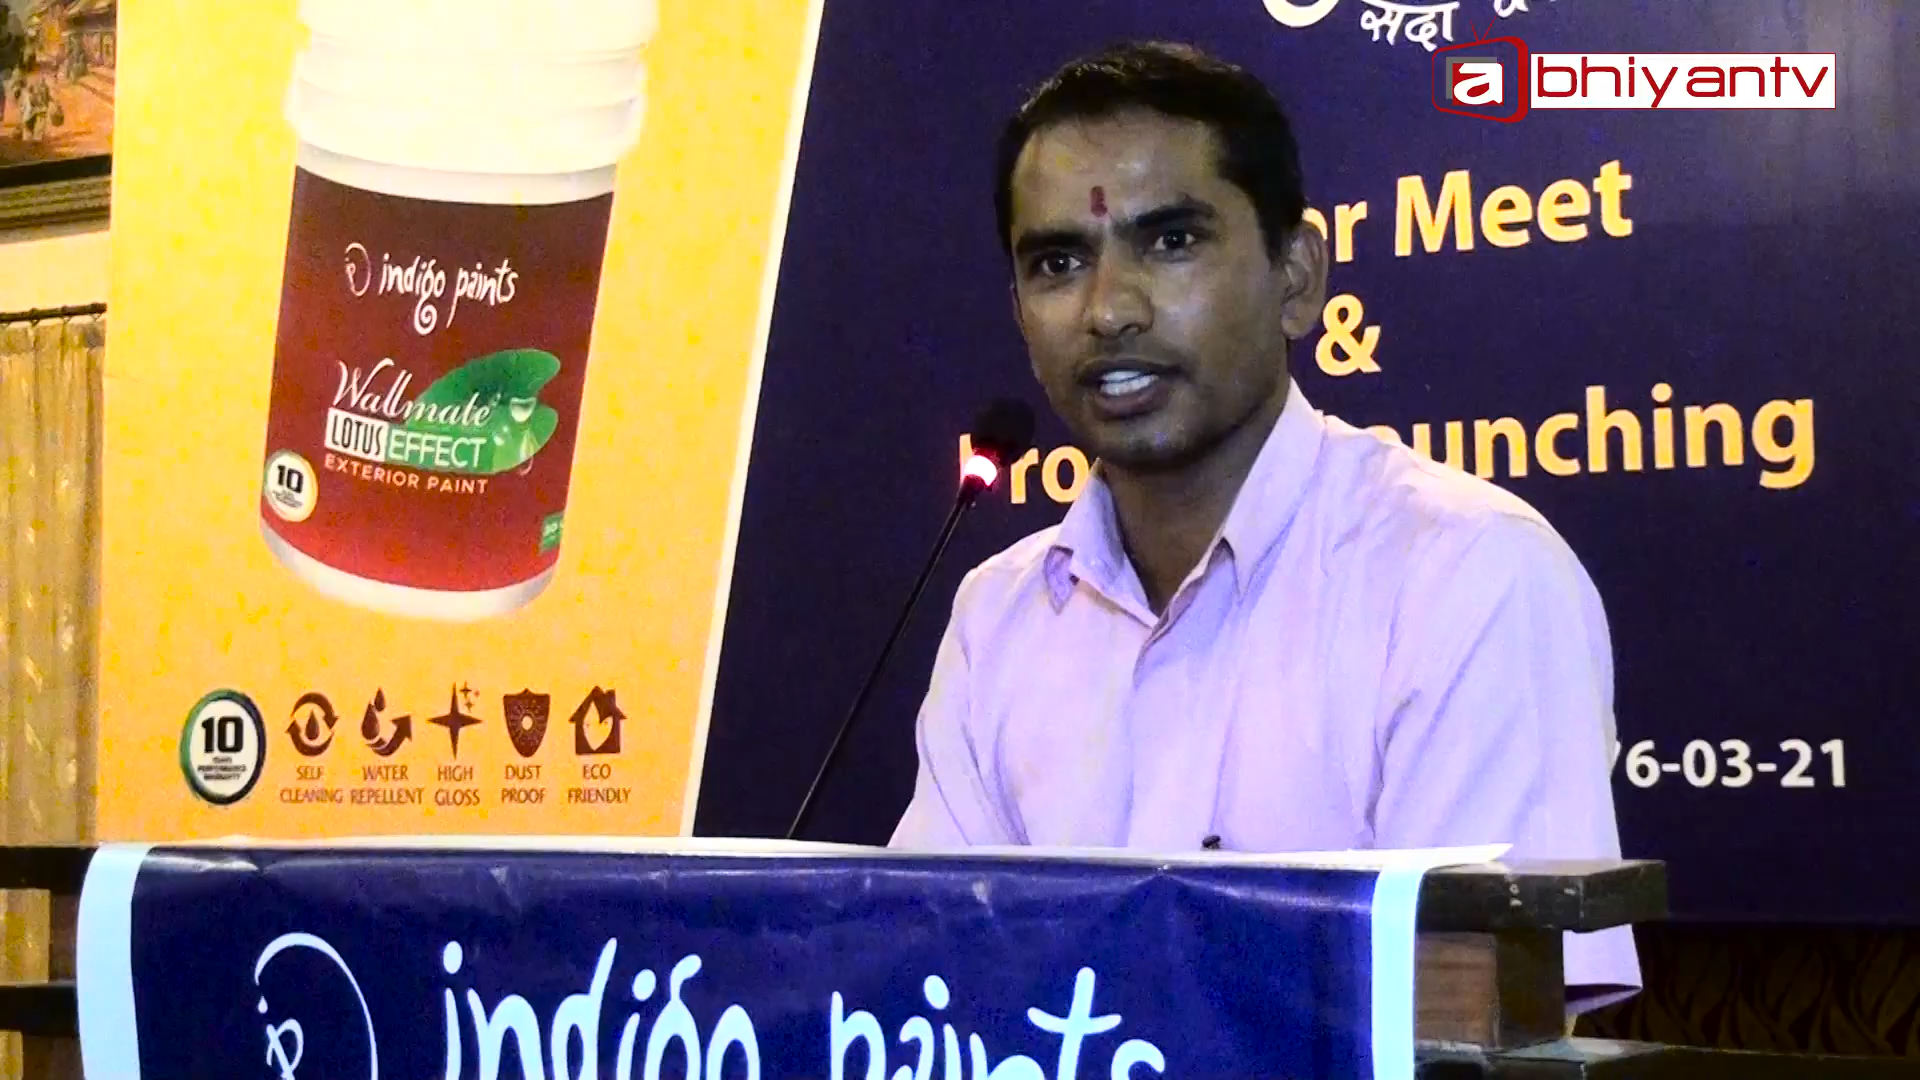 सदा
abhiyantv
indigo paints
Wallmate
LOTUS EFFECT
EXTERIOR PAINT
10
Meet
&
10
SELF CLEANING
WATER REPELLENT
HIGH GLOSS
DUST PROOF
ECO FRIENDLY
76-03-21
indigo paints